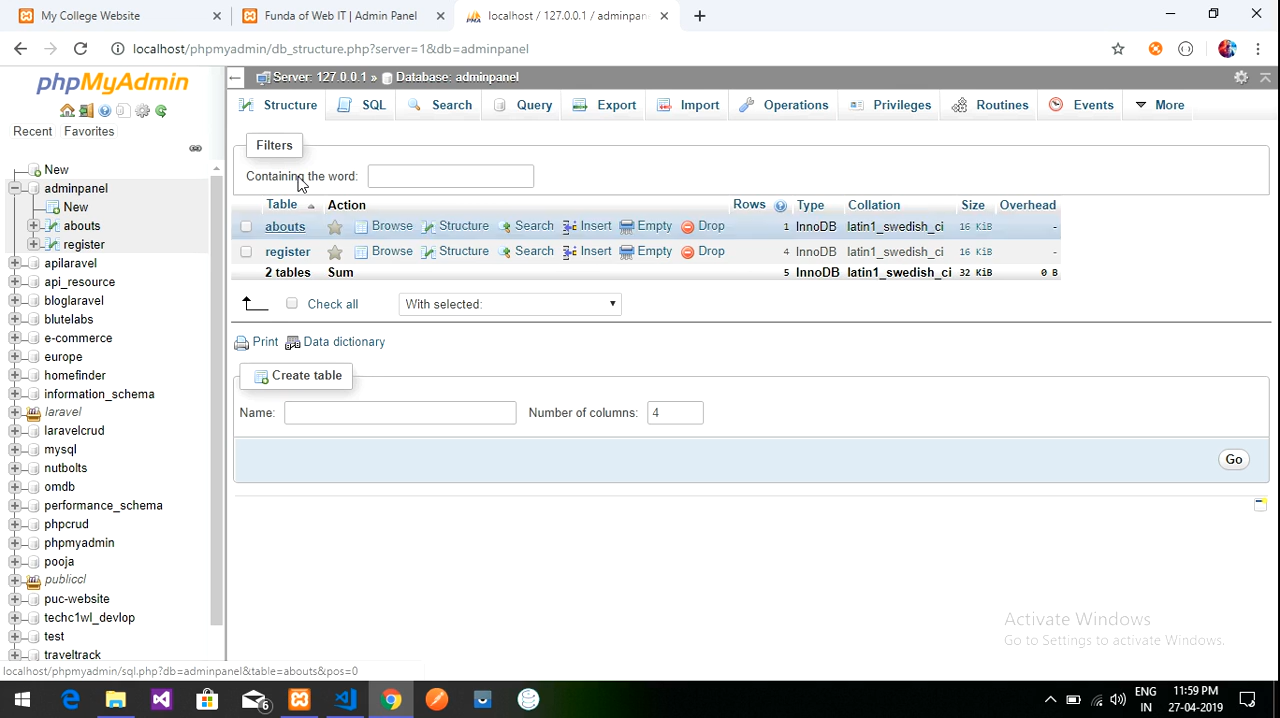 My College Website
Funda of Web IT | Admin Panel
localhost / 127.0.0.1 / adminpan
localhost/phpmyadmin/db_structure.php?server=1&db=adminpanel
phpMyAdmin
Recent Favorites
New
adminpanel
New
abouts
register
apilaravel
api_resource
bloglaravel
blutelabs
e-commerce
europe
homefinder
information_schema
laravel
laravelcrud
mysql
nutbolts
omdb
performance_schema
phpcrud
phpmyadmin
pooja
publiccl
puc-website
techc1wl_devlop
test
traveltrack
Server: 127.0.0.1 » Database: adminpanel
Structure SQL Search Query Export Import Operations Privileges Routines Events More
Filters
Containing the word:
Table Action Rows Type Collation Size Overhead
abouts Browse Structure Search Insert Empty Drop 1 InnoDB latin1_swedish_ci 16 KiB -
register Browse Structure Search Insert Empty Drop 4 InnoDB latin1_swedish_ci 16 KiB -
2 tables Sum 5 InnoDB latin1_swedish_ci 32 KiB 0 B
Check all With selected:
Print Data dictionary
Create table
Name: Number of columns: 4
Go
Activate Windows
Go to Settings to activate Windows.
localhost/phpmyadmin/sql.php?db=adminpanel&table=abouts&pos=0
6
ENG
IN
11:59 PM
27-04-2019